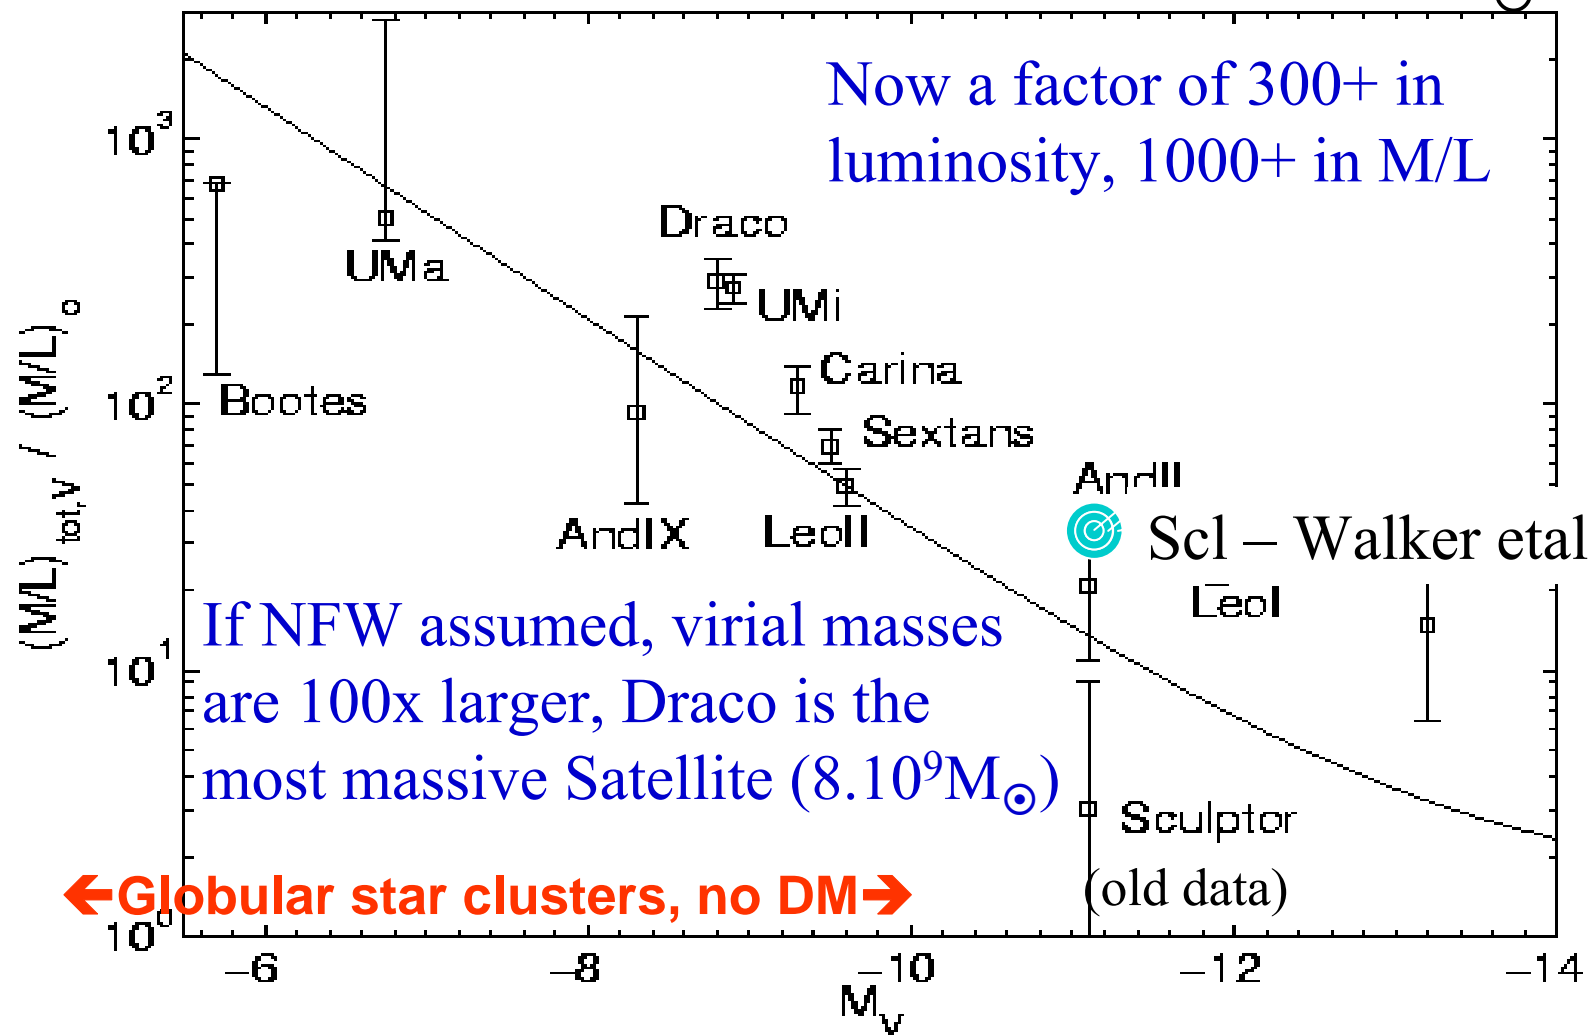 Now a factor of 300+ in
luminosity, 1000+ in M/L
10³
Draco
UMa
UMi
(M/L)tot,V / (M/L)o
Carina
Bootes
10²
Sextans
AndII
AndIX
LeoII
Scl – Walker etal
LeoI
If NFW assumed, virial masses
are 100x larger, Draco is the
most massive Satellite (8.10⁹M☉)
10¹
Sculptor
(old data)
←Globular star clusters, no DM→
10⁰
−6 −8 −10 −12 −14
MV